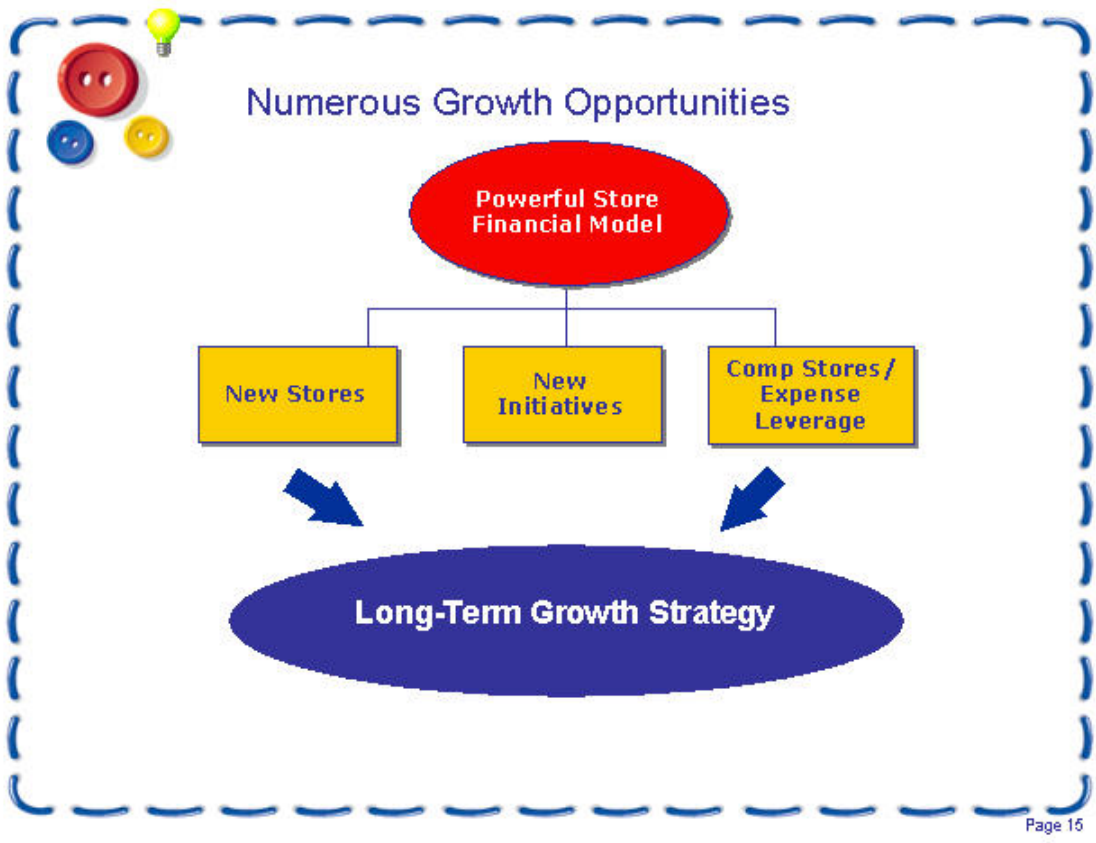 Numerous Growth Opportunities
Powerful Store
Financial Model
New Stores
New
Initiatives
Comp Stores/
Expense
Leverage
Long-Term Growth Strategy
Page 15